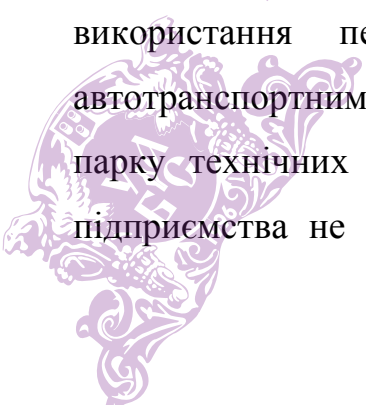 використання пе
автотранспортним
парку технічних
підприємства не